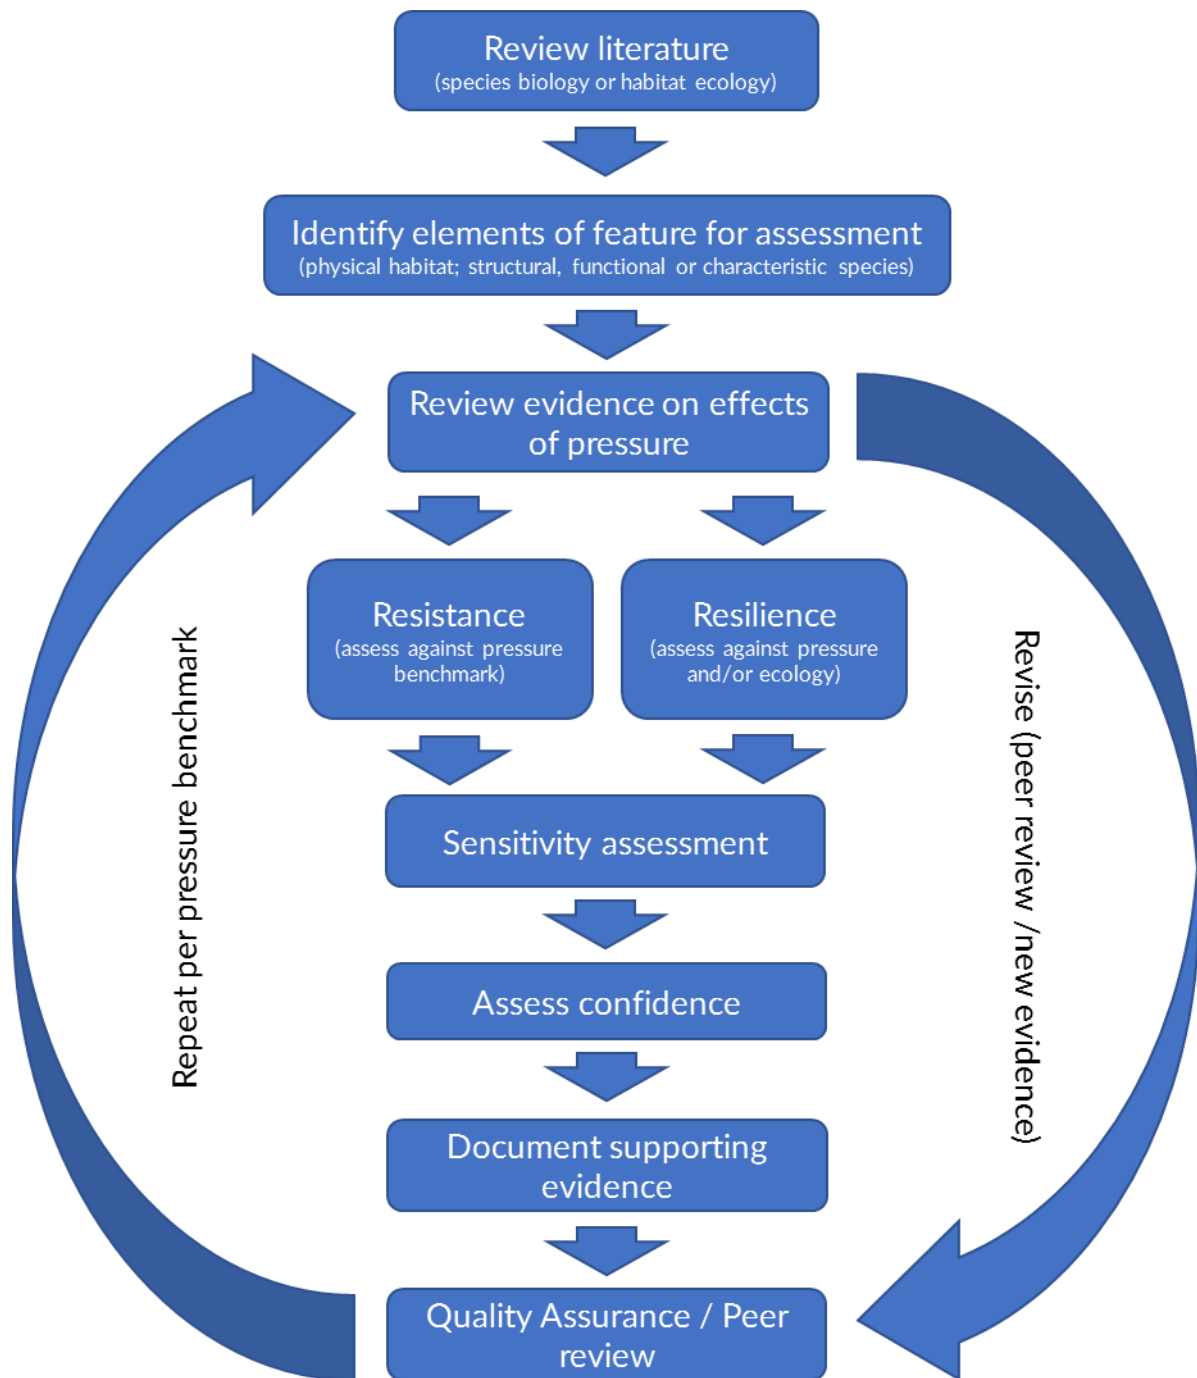 Review literature
(species biology or habitat ecology)
Identify elements of feature for assessment
(physical habitat; structural, functional or characteristic species)
Review evidence on effects
of pressure
Resistance
(assess against pressure
benchmark)
Resilience
(assess against pressure
and/or ecology)
Sensitivity assessment
Assess confidence
Document supporting
evidence
Quality Assurance / Peer
review
Repeat per pressure benchmark
Revise (peer review /new evidence)